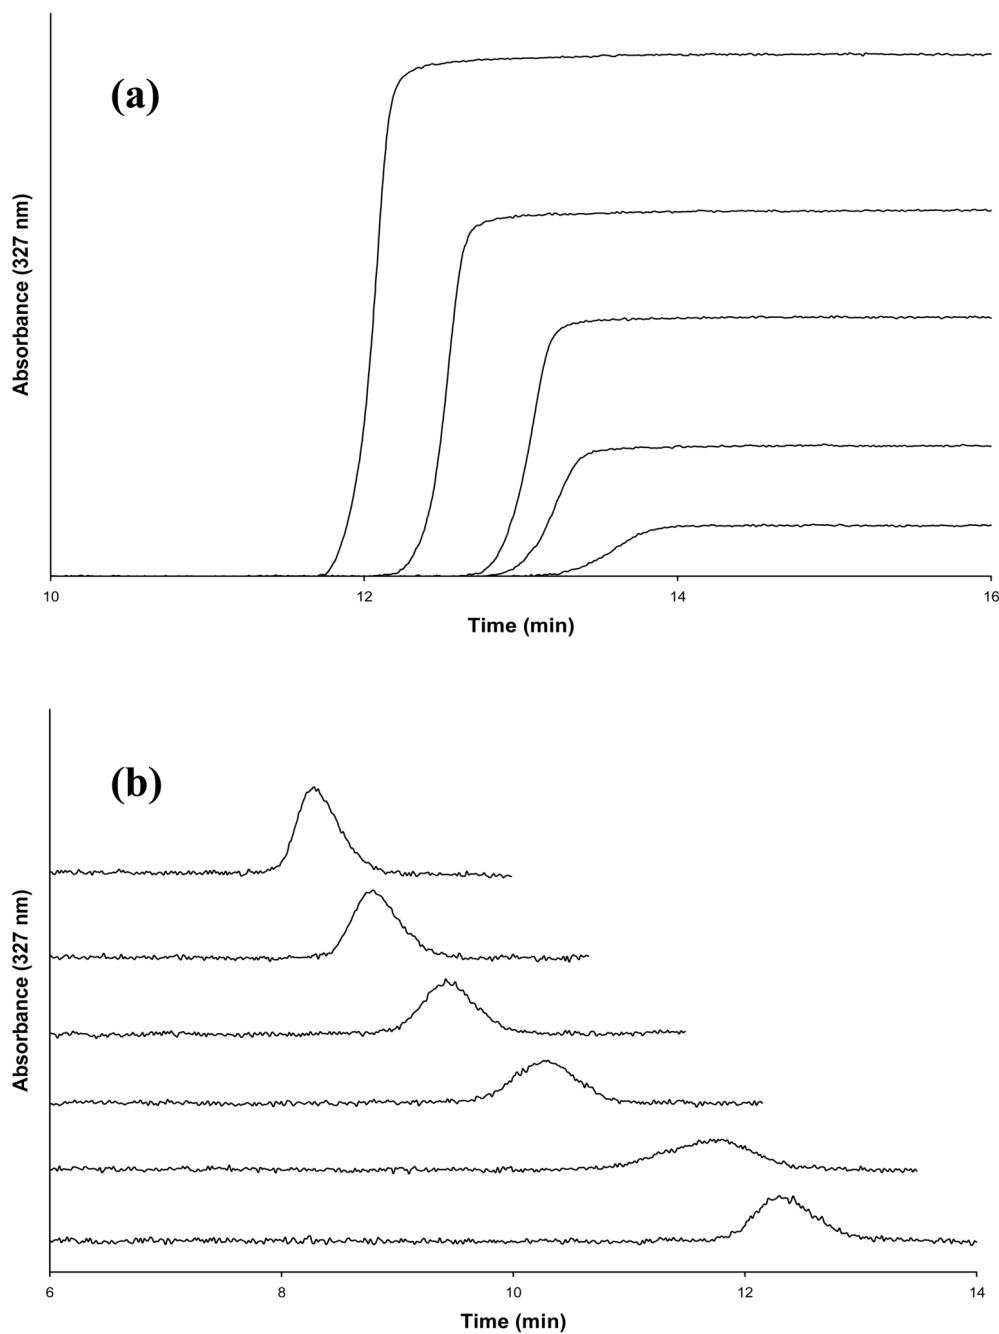 (a)
Absorbance (327 nm)
10 12 14 16
Time (min)
(b)
Absorbance (327 nm)
6 8 10 12 14
Time (min)